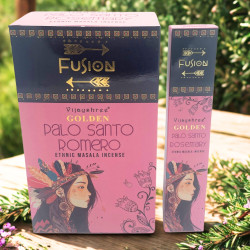 FUSION
Vijayshree®
GOLDEN
PALO SANTO
ROMERO
ETHNIC MASALA INCENSE
FUSION
Vijayshree®
GOLDEN
PALO SANTO
ROSEMARY